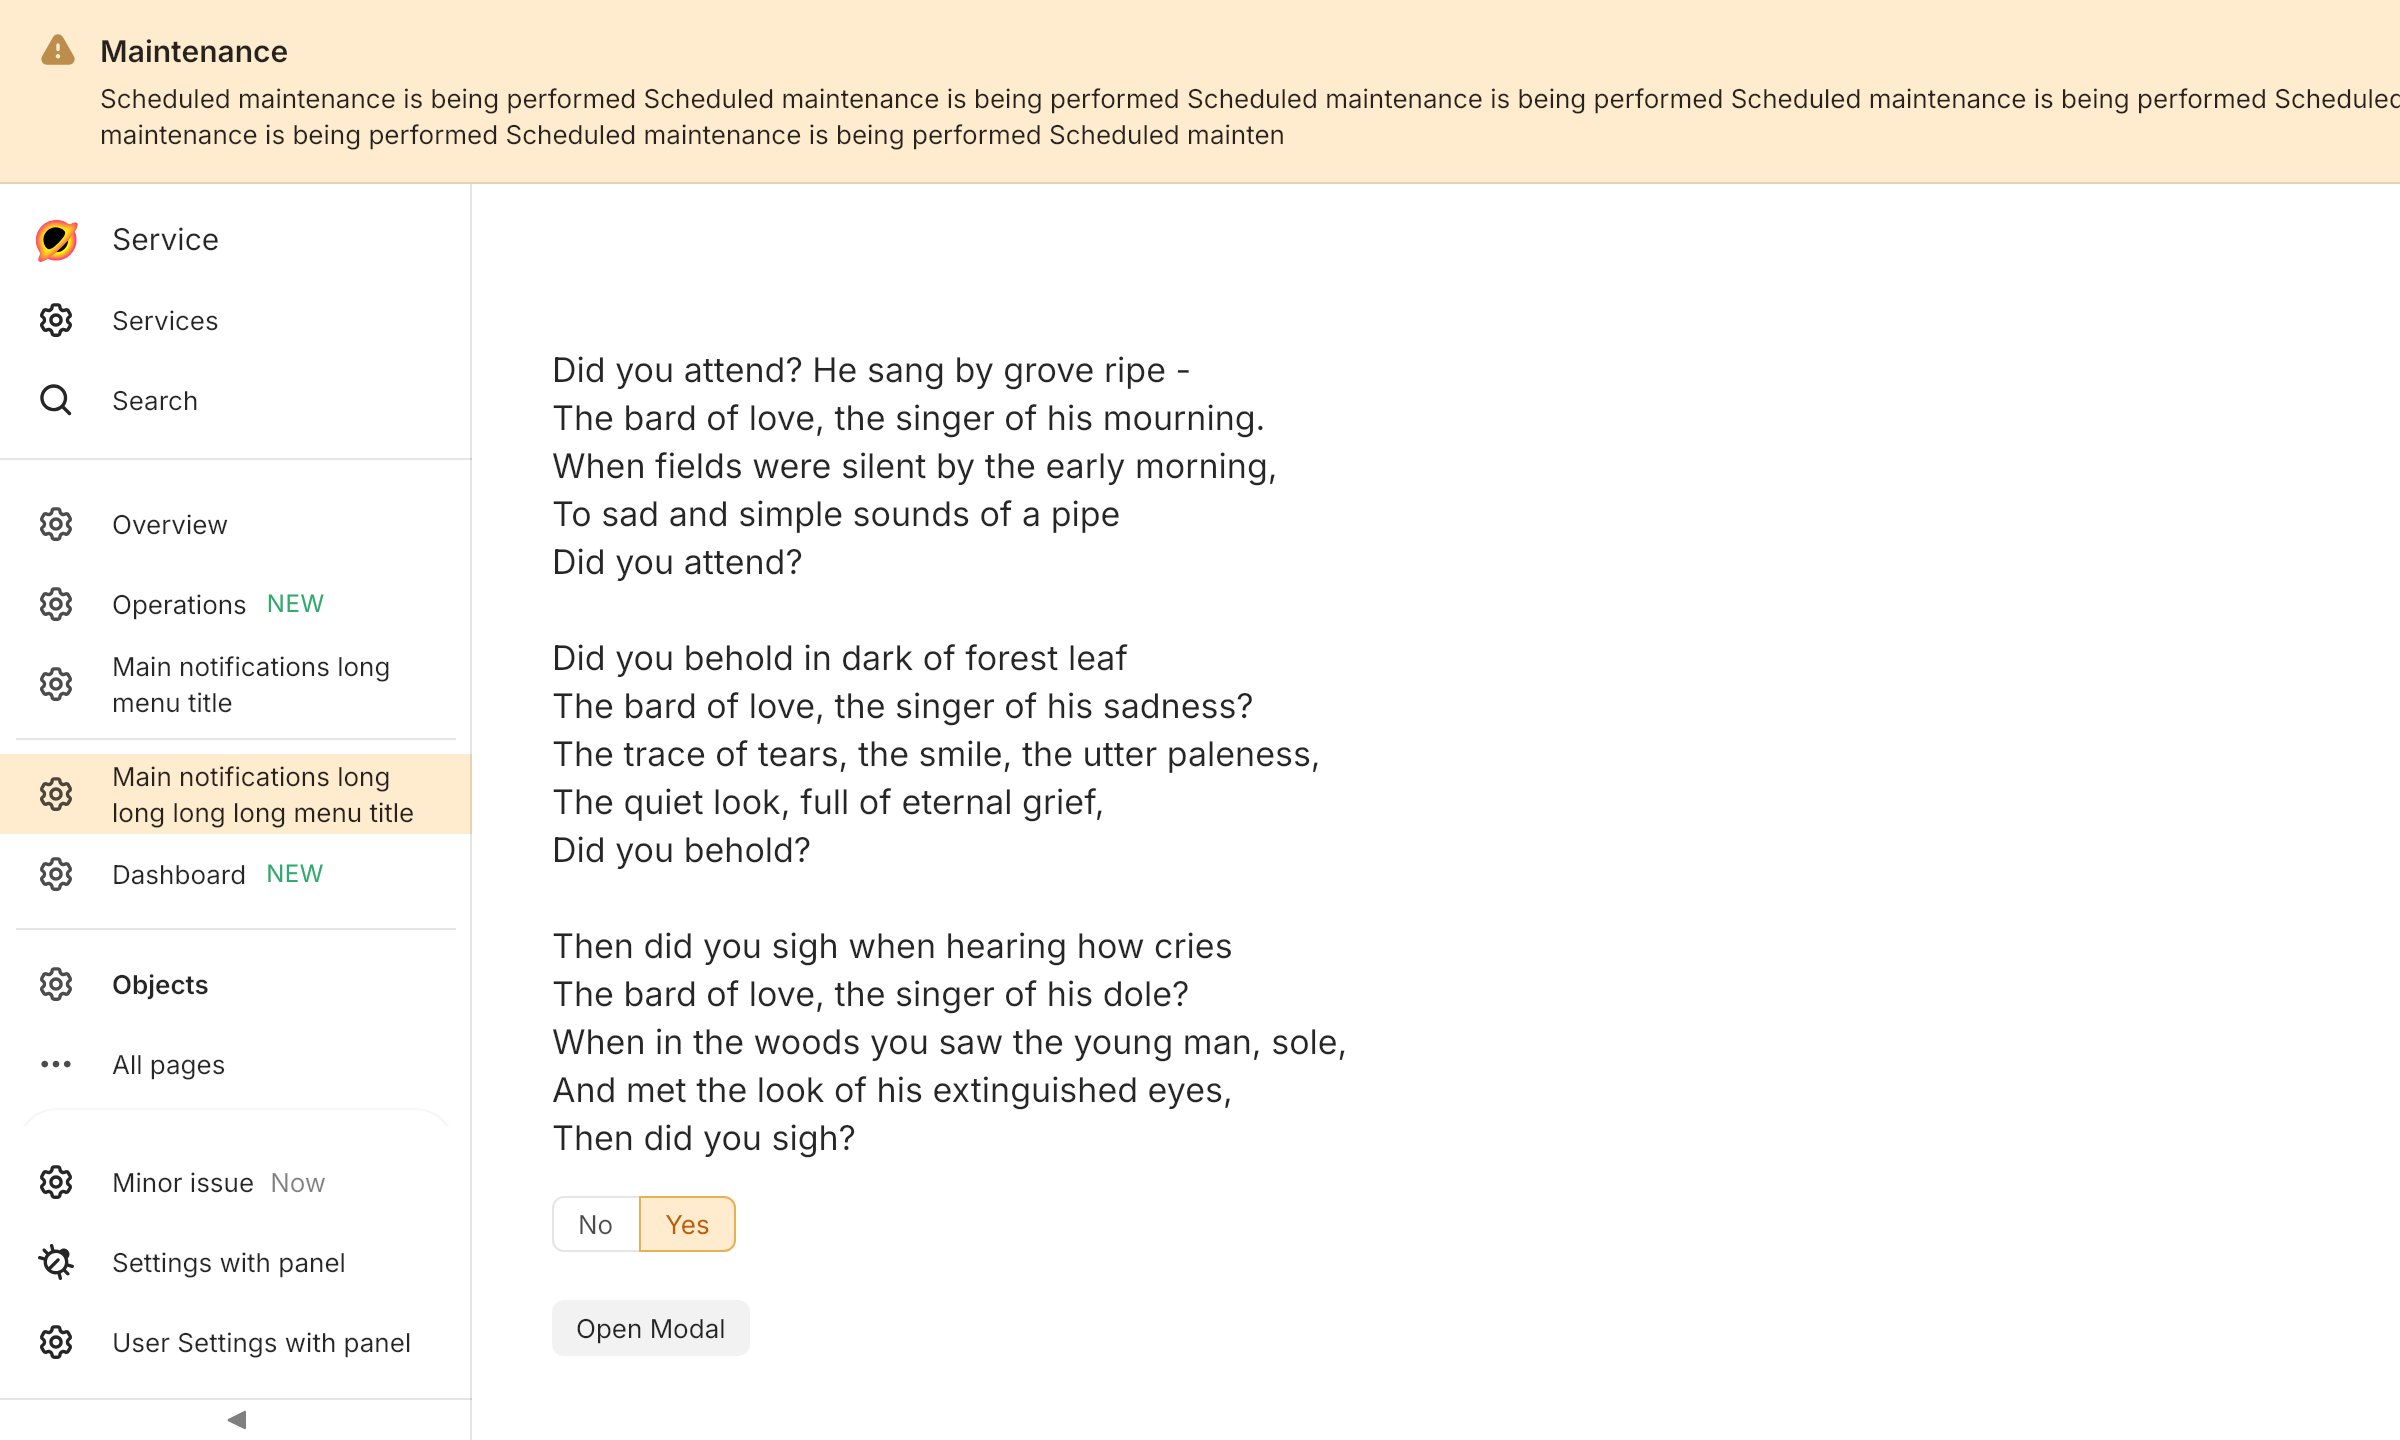 Maintenance
Scheduled maintenance is being performed Scheduled maintenance is being performed Scheduled maintenance is being performed Scheduled maintenance is being performed Scheduled
maintenance is being performed Scheduled maintenance is being performed Scheduled mainten
Service
Services
Search
Overview
Operations NEW
Main notifications long
menu title
Main notifications long
long long long menu title
Dashboard NEW
Objects
All pages
Minor issue Now
Settings with panel
User Settings with panel
Did you attend? He sang by grove ripe -
The bard of love, the singer of his mourning.
When fields were silent by the early morning,
To sad and simple sounds of a pipe
Did you attend?
Did you behold in dark of forest leaf
The bard of love, the singer of his sadness?
The trace of tears, the smile, the utter paleness,
The quiet look, full of eternal grief,
Did you behold?
Then did you sigh when hearing how cries
The bard of love, the singer of his dole?
When in the woods you saw the young man, sole,
And met the look of his extinguished eyes,
Then did you sigh?
No Yes
Open Modal